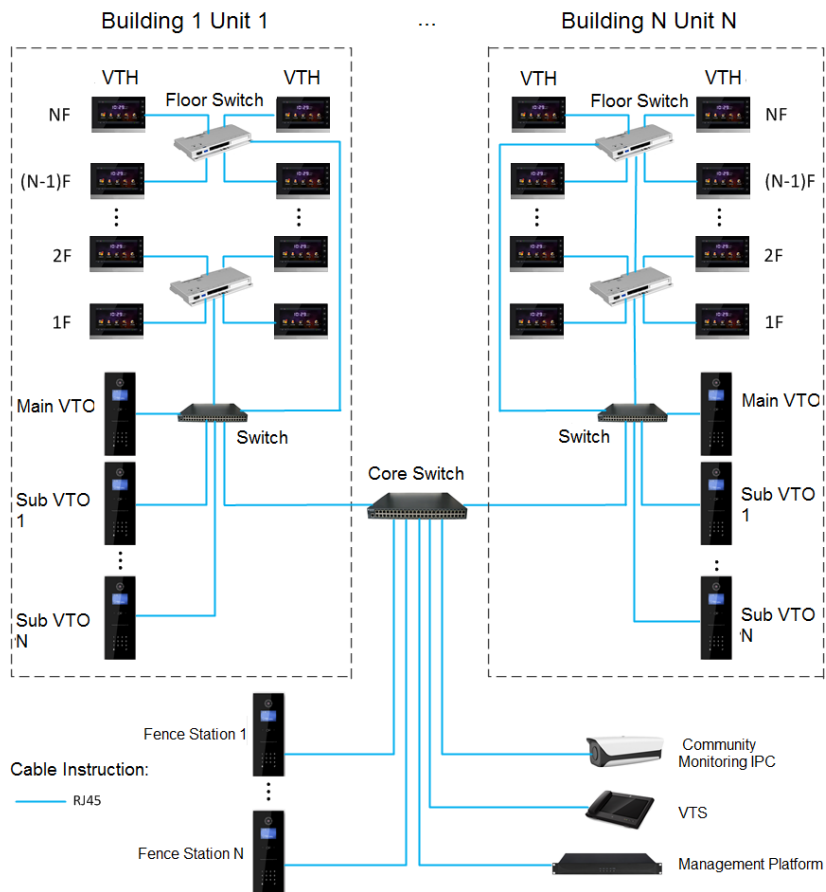 Building 1 Unit 1
...
Building N Unit N
VTH
VTH
Floor Switch
NF
(N-1)F
2F
1F
Main VTO
Switch
Sub VTO
1
Sub VTO
N
VTH
VTH
Floor Switch
NF
(N-1)F
2F
1F
Main VTO
Switch
Sub VTO
1
Sub VTO
N
Core Switch
Fence Station 1
Cable Instruction:
RJ45
Fence Station N
Community
Monitoring IPC
VTS
Management Platform